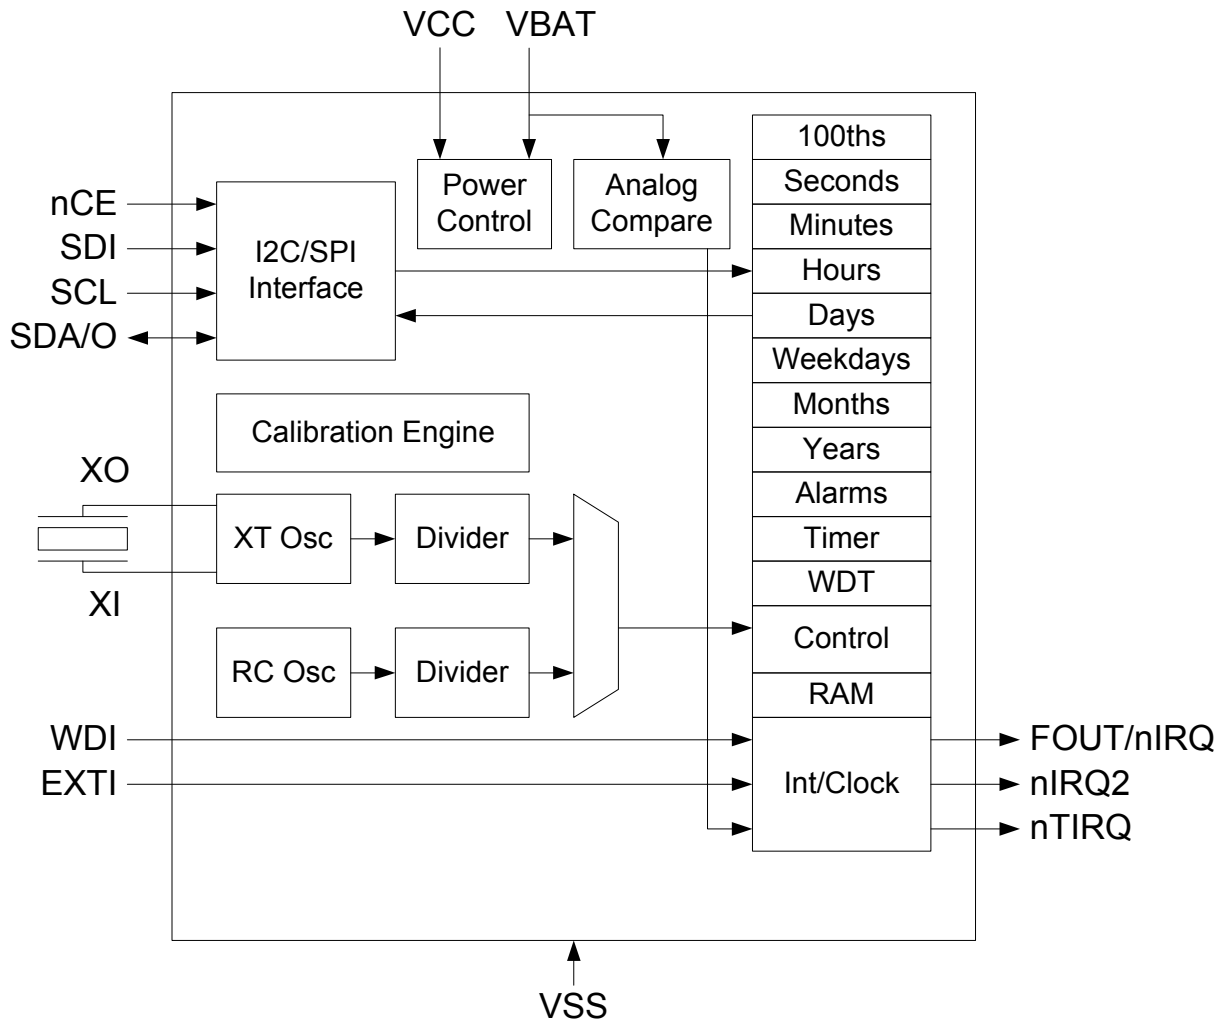 VCC VBAT
100ths
Power
Control
Analog
Compare
Seconds
nCE
Minutes
SDI
I2C/SPI
Interface
Hours
SCL
Days
SDA/O
Weekdays
Months
Calibration Engine
Years
XO
Alarms
XT Osc
Divider
Timer
WDT
XI
Control
RC Osc
Divider
RAM
WDI
FOUT/nIRQ
EXTI
Int/Clock
nIRQ2
nTIRQ
VSS